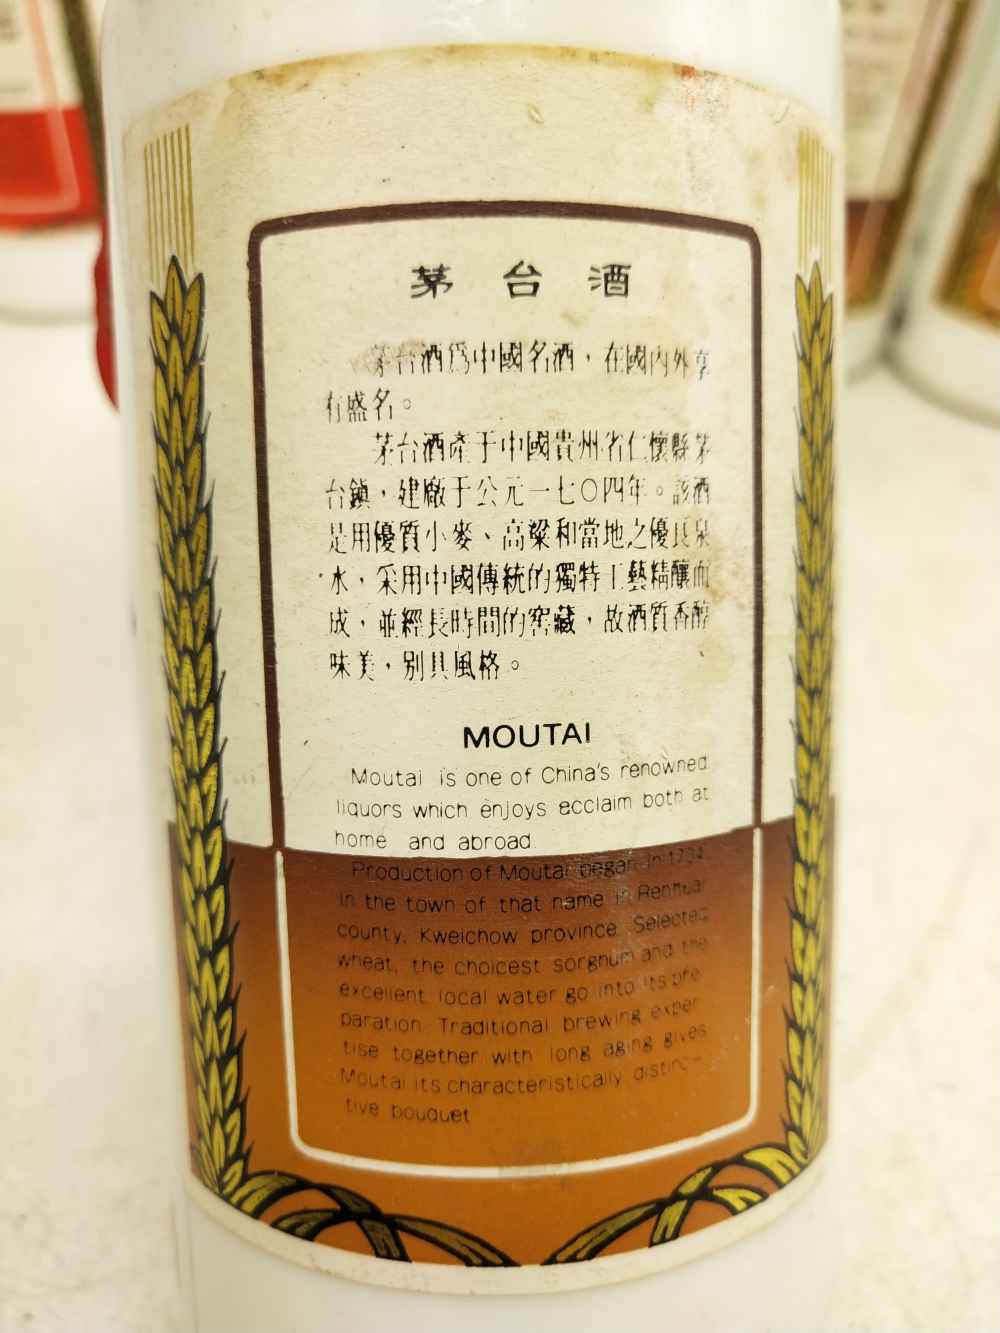 茅台酒
茅台酒爲中國名酒，在國內外享
有盛名。
茅台酒產于中國貴州省仁懷縣茅
台鎮，建廠于公元一七〇四年。該酒
是用優質小麥、高粱和當地之優良泉
水，采用中國傳統的獨特工藝精釀而
成，並經長時間的窖藏，故酒質香醇
味美，別具風格。
MOUTAI
Moutai is one of China's renowned
liquors which enjoys ecclaim both at
home and abroad.
Production of Moutai began in 1704
in the town of that name in Renhuai
county, Kweichow province. Selected
wheat, the choicest sorghum and the
excellent local water go into its pre-
paration Traditional brewing exper-
tise together with long aging gives
Moutai its characteristically distinc-
tive bouquet